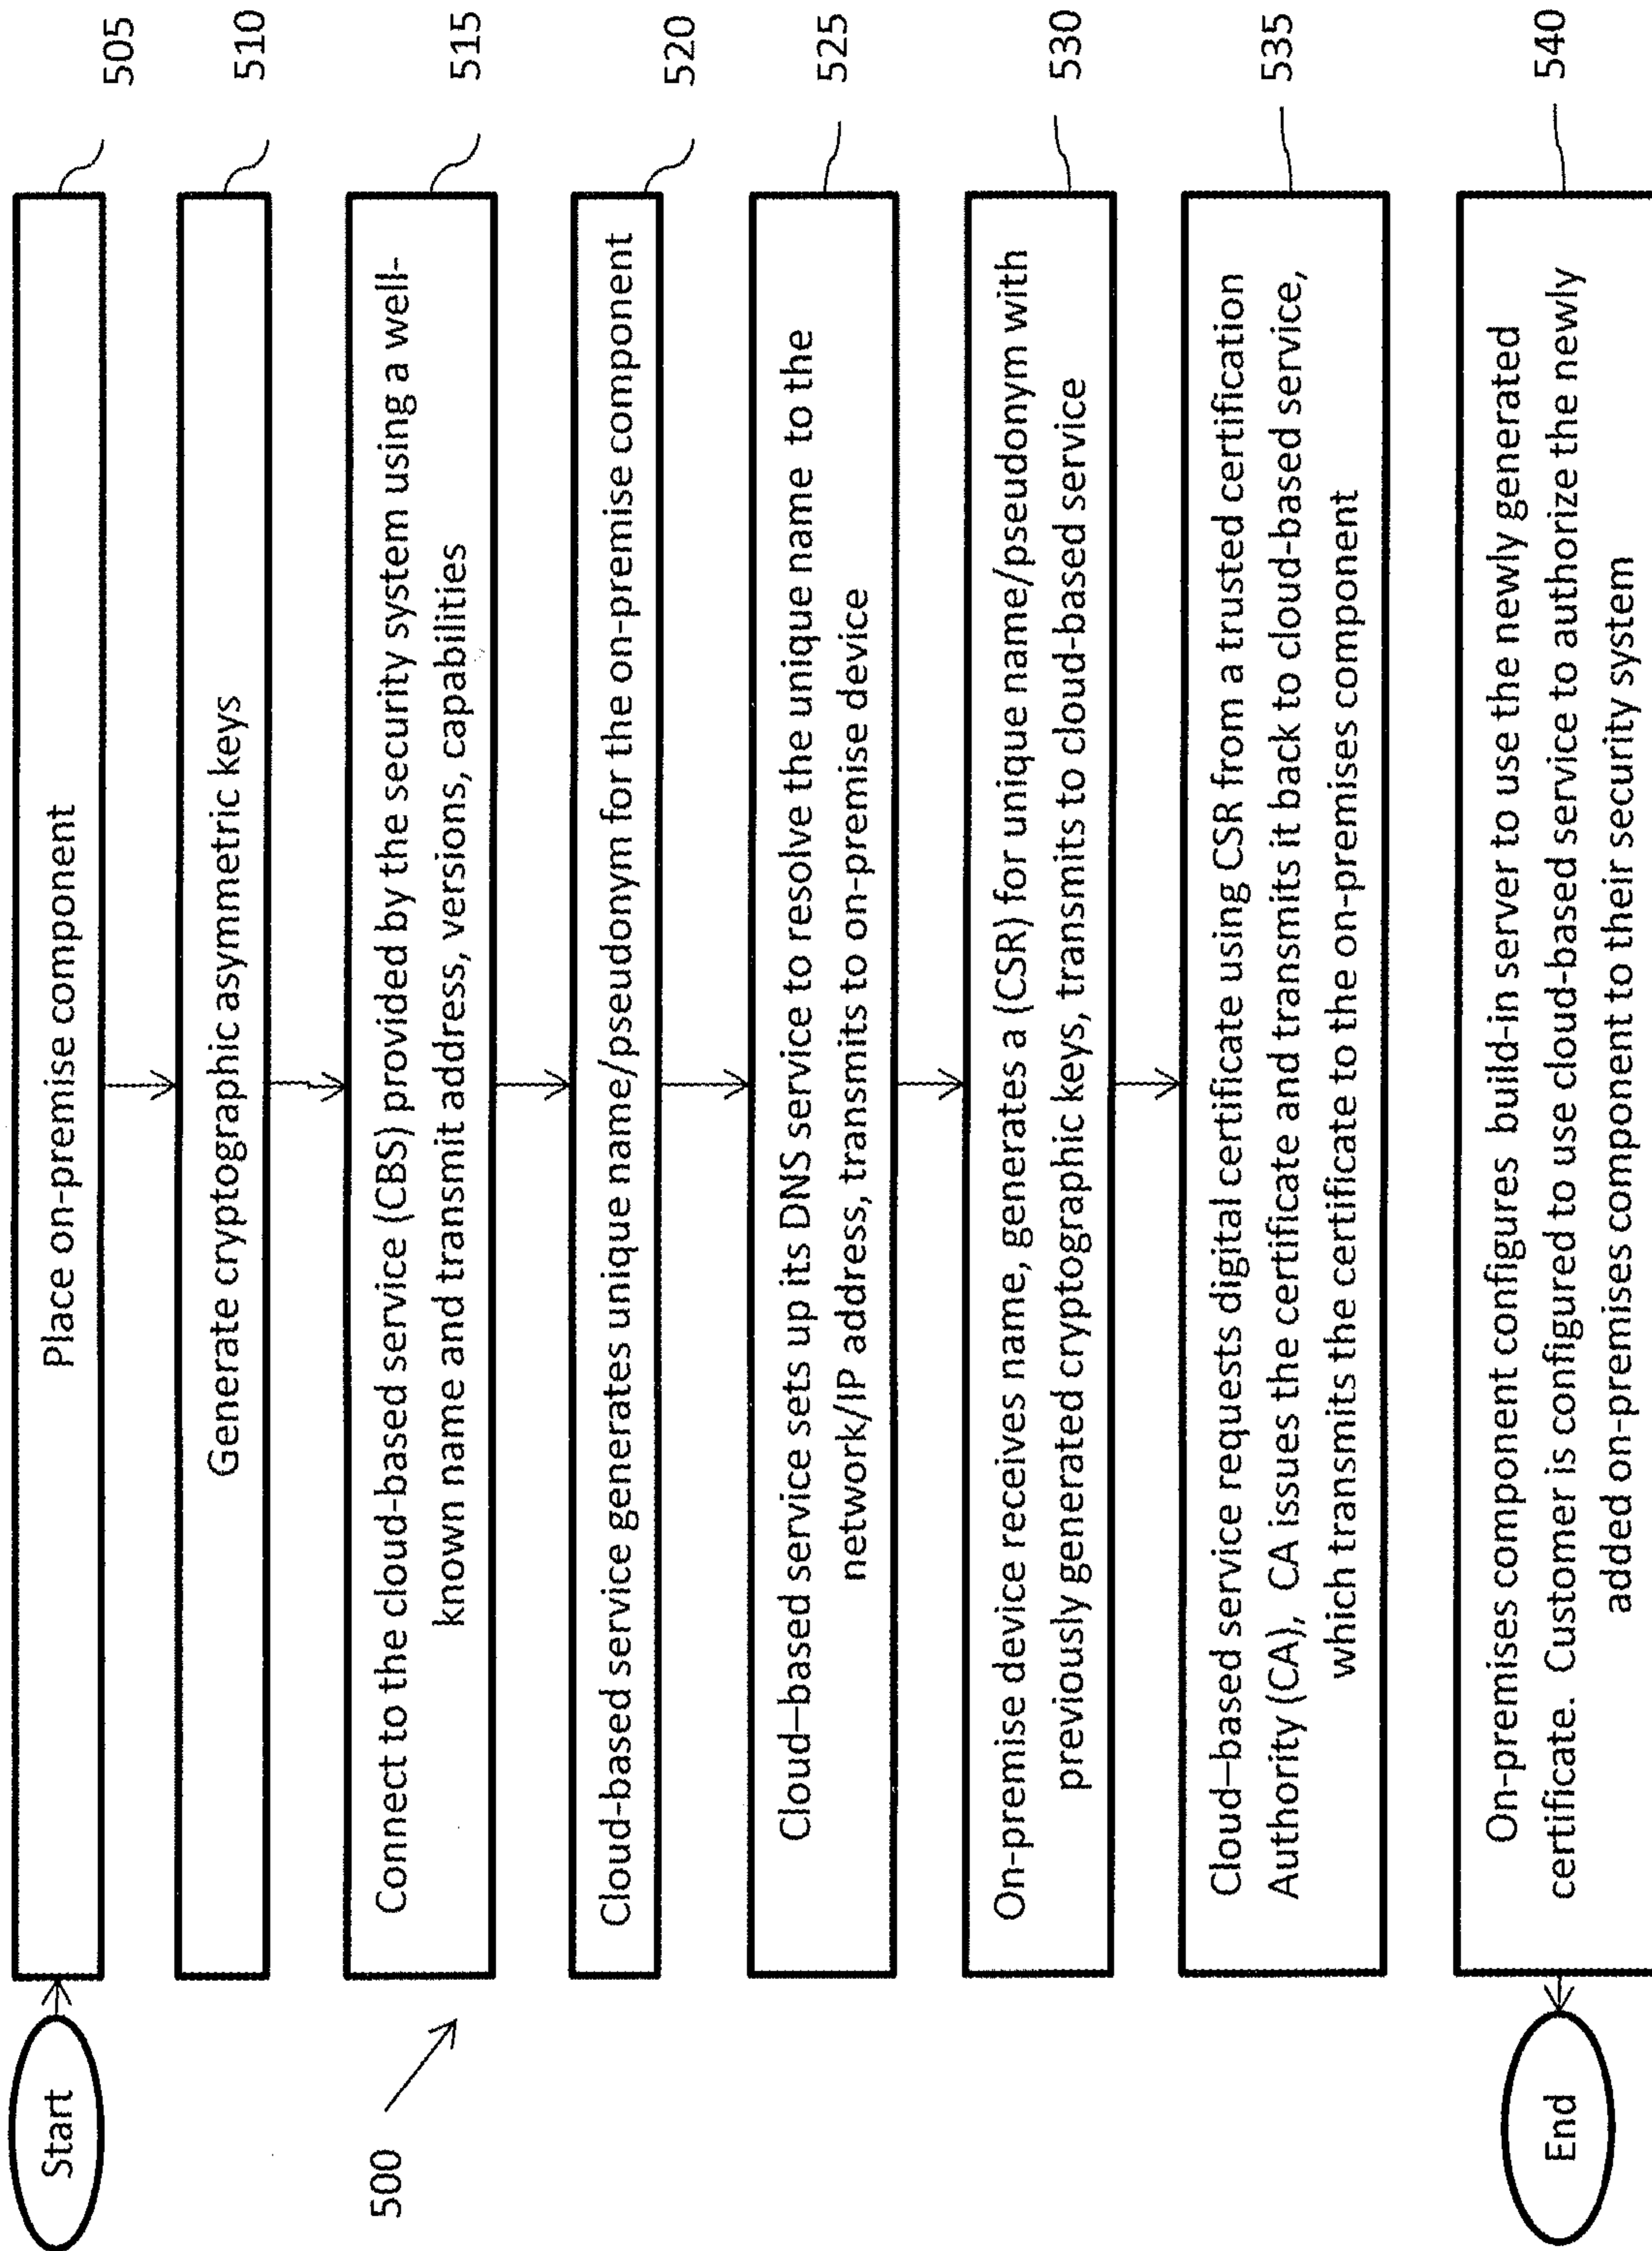 Start
Place on-premise component
505
Generate cryptographic asymmetric keys
510
500
Connect to the cloud-based service (CBS) provided by the security system using a well-
known name and transmit address, versions, capabilities
515
Cloud-based service generates unique name/pseudonym for the on-premise component
520
Cloud–based service sets up its DNS service to resolve the unique name to the
network/IP address, transmits to on-premise device
525
On-premise device receives name, generates a (CSR) for unique name/pseudonym with
previously generated cryptographic keys, transmits to cloud-based service
530
Cloud–based service requests digital certificate using CSR from a trusted certification
Authority (CA), CA issues the certificate and transmits it back to cloud-based service,
which transmits the certificate to the on-premises component
535
On-premises component configures build-in server to use the newly generated
certificate. Customer is configured to use cloud-based service to authorize the newly
added on-premises component to their security system
540
End